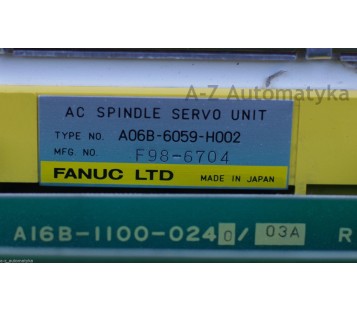 A-Z Automatyka
AC SPINDLE SERVO UNIT
TYPE NO. A06B-6059-H002
MFG NO. F98-6704
FANUC LTD MADE IN JAPAN
A16B-1100-0240/03A R